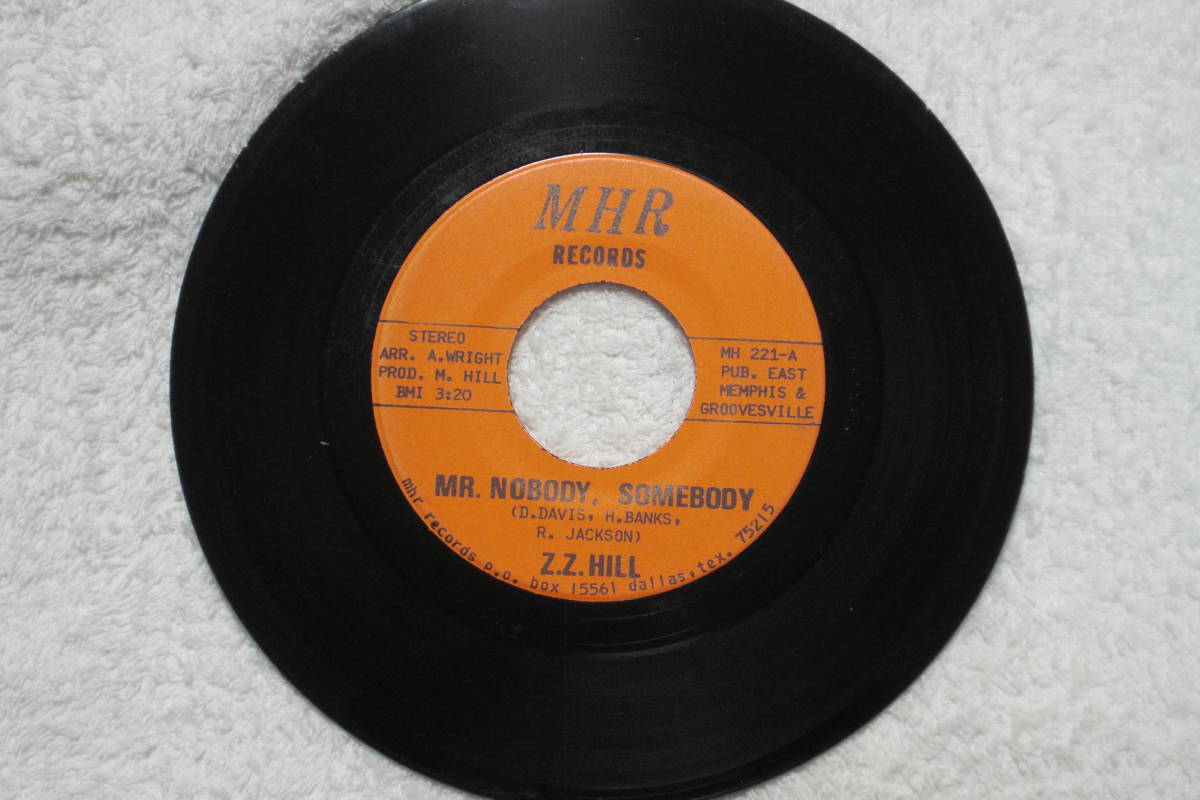 MHR
RECORDS
STEREO
ARR. A.WRIGHT
PROD. M. HILL
BMI 3:20
MH 221-A
PUB. EAST
MEMPHIS &
GROOVESVILLE
MR. NOBODY, SOMEBODY
(D.DAVIS, H.BANKS,
R. JACKSON)
Z.Z. HILL
mhr records p.o. box 15561 dallas, tex. 75215